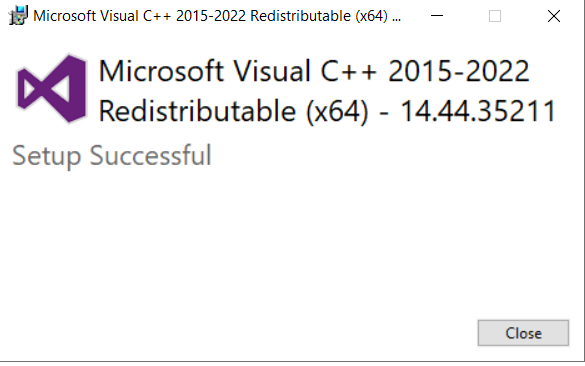 Microsoft Visual C++ 2015-2022 Redistributable (x64) ...
Microsoft Visual C++ 2015-2022
Redistributable (x64) - 14.44.35211
Setup Successful
Close